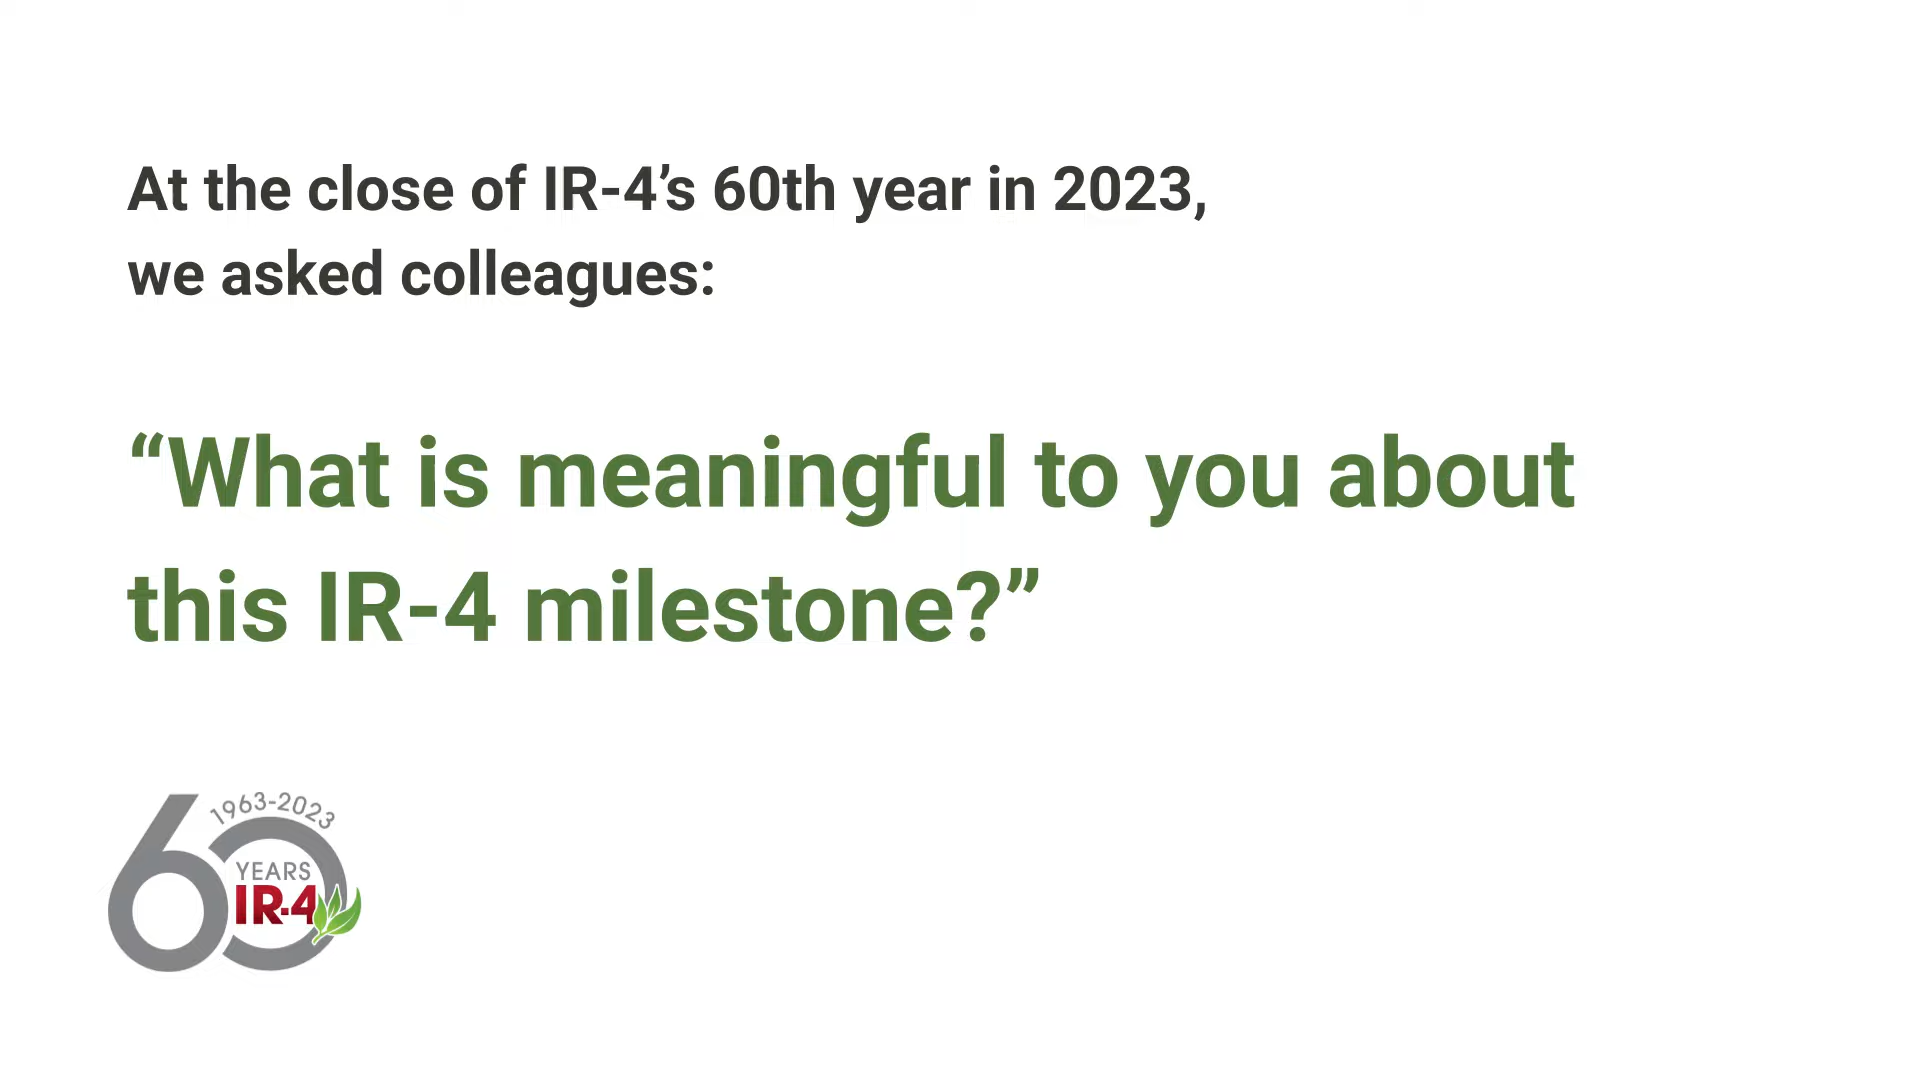 At the close of IR-4’s 60th year in 2023,
we asked colleagues:
“What is meaningful to you about
this IR-4 milestone?”
60
1963-2023
YEARS
IR-4